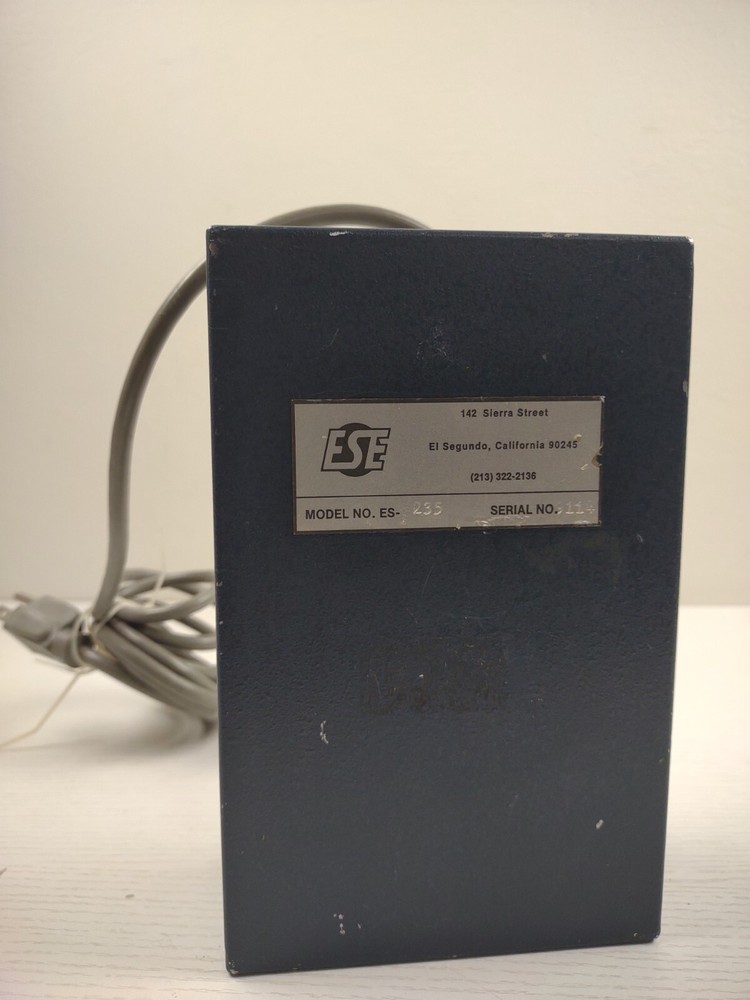 ESE
142 Sierra Street
El Segundo, California 90245
(213) 322-2136
MODEL NO. ES- 235
SERIAL NO.